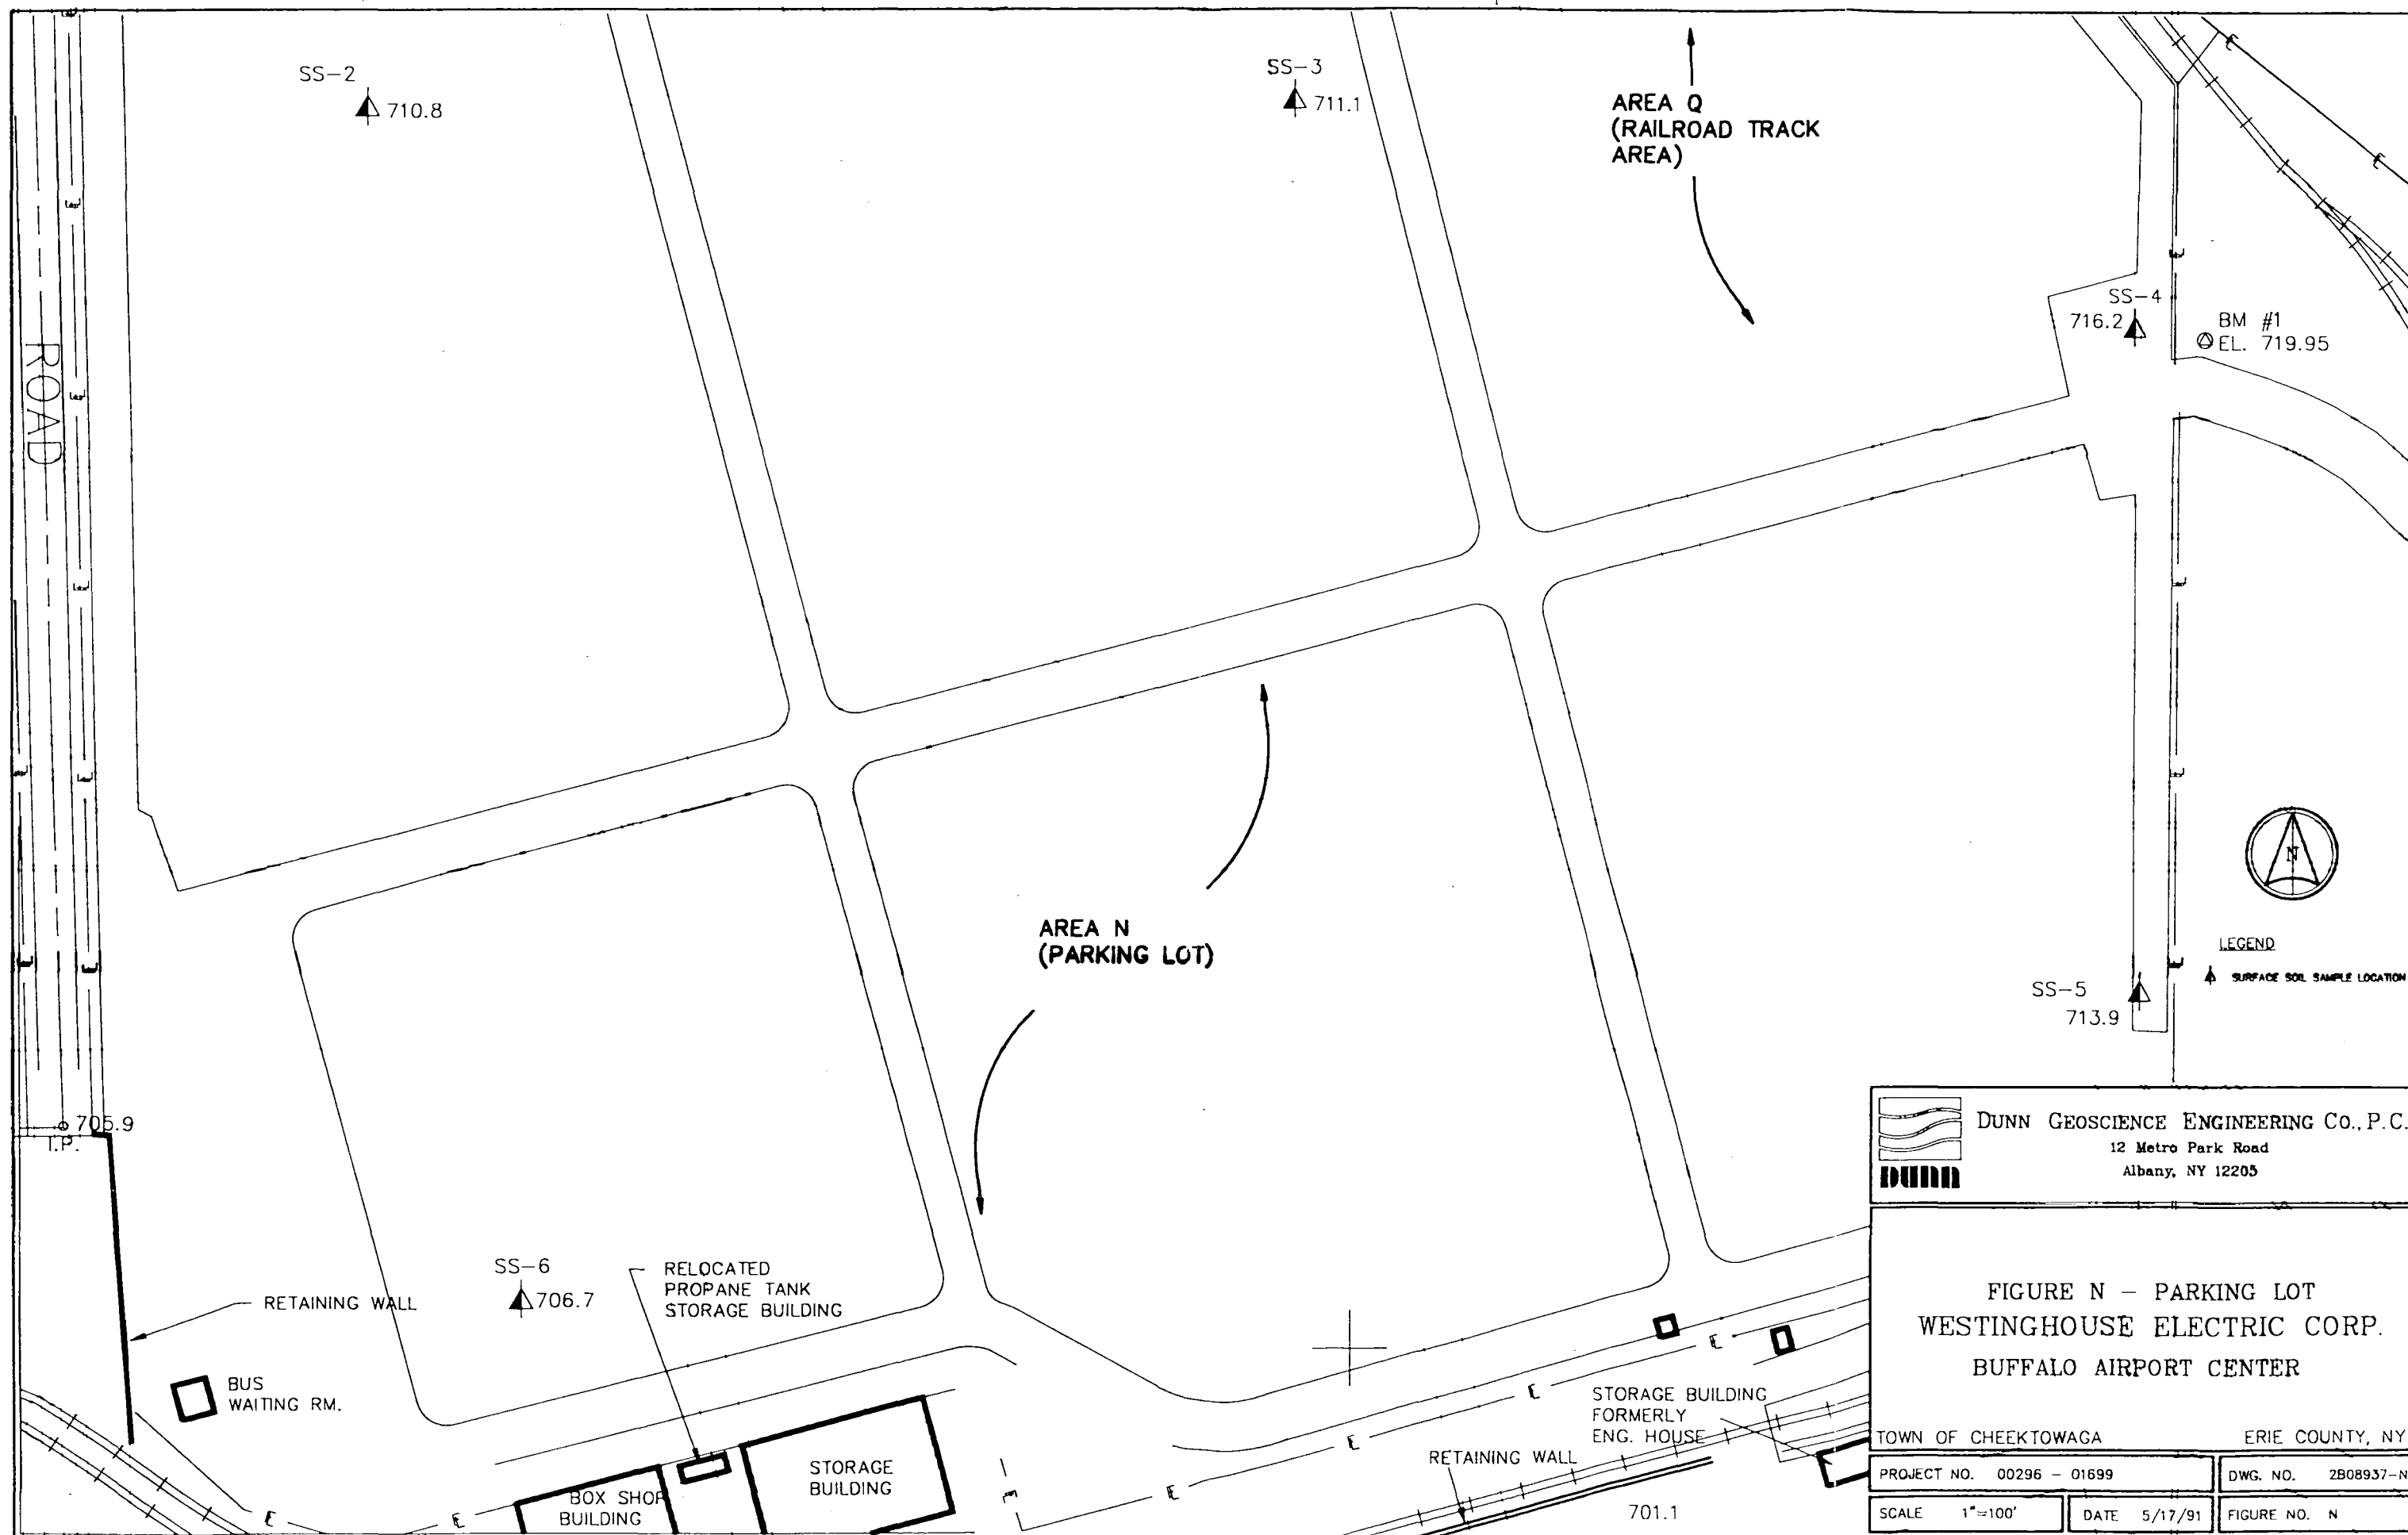 SS-2
710.8
SS-3
711.1
AREA Q
(RAILROAD TRACK
AREA)
SS-4
716.2
BM #1
EL. 719.95
ROAD
N
LEGEND
SURFACE SOIL SAMPLE LOCATION
AREA N
(PARKING LOT)
SS-5
713.9
705.9
I.P.
SS-6
706.7
RELOCATED
PROPANE TANK
STORAGE BUILDING
RETAINING WALL
BUS
WAITING RM.
BOX SHOP
BUILDING
STORAGE
BUILDING
STORAGE BUILDING
FORMERLY
ENG. HOUSE
RETAINING WALL
701.1
E
E
E
E
E
E
DUNN
DUNN GEOSCIENCE ENGINEERING CO., P.C.
12 Metro Park Road
Albany, NY 12205
FIGURE N - PARKING LOT
WESTINGHOUSE ELECTRIC CORP.
BUFFALO AIRPORT CENTER
TOWN OF CHEEKTOWAGA ERIE COUNTY, NY
PROJECT NO. 00296 - 01699 DWG. NO. 2B08937-N
SCALE 1"=100' DATE 5/17/91 FIGURE NO. N